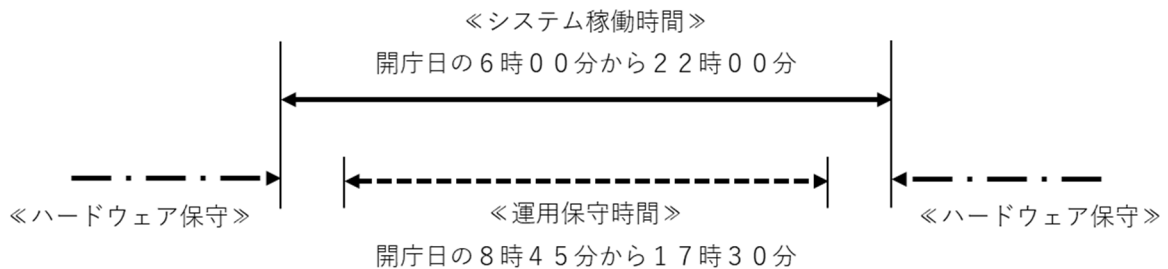 ≪システム稼働時間≫
開庁日の６時００分から２２時００分
≪ハードウェア保守≫
≪運用保守時間≫
≪ハードウェア保守≫
開庁日の８時４５分から１７時３０分